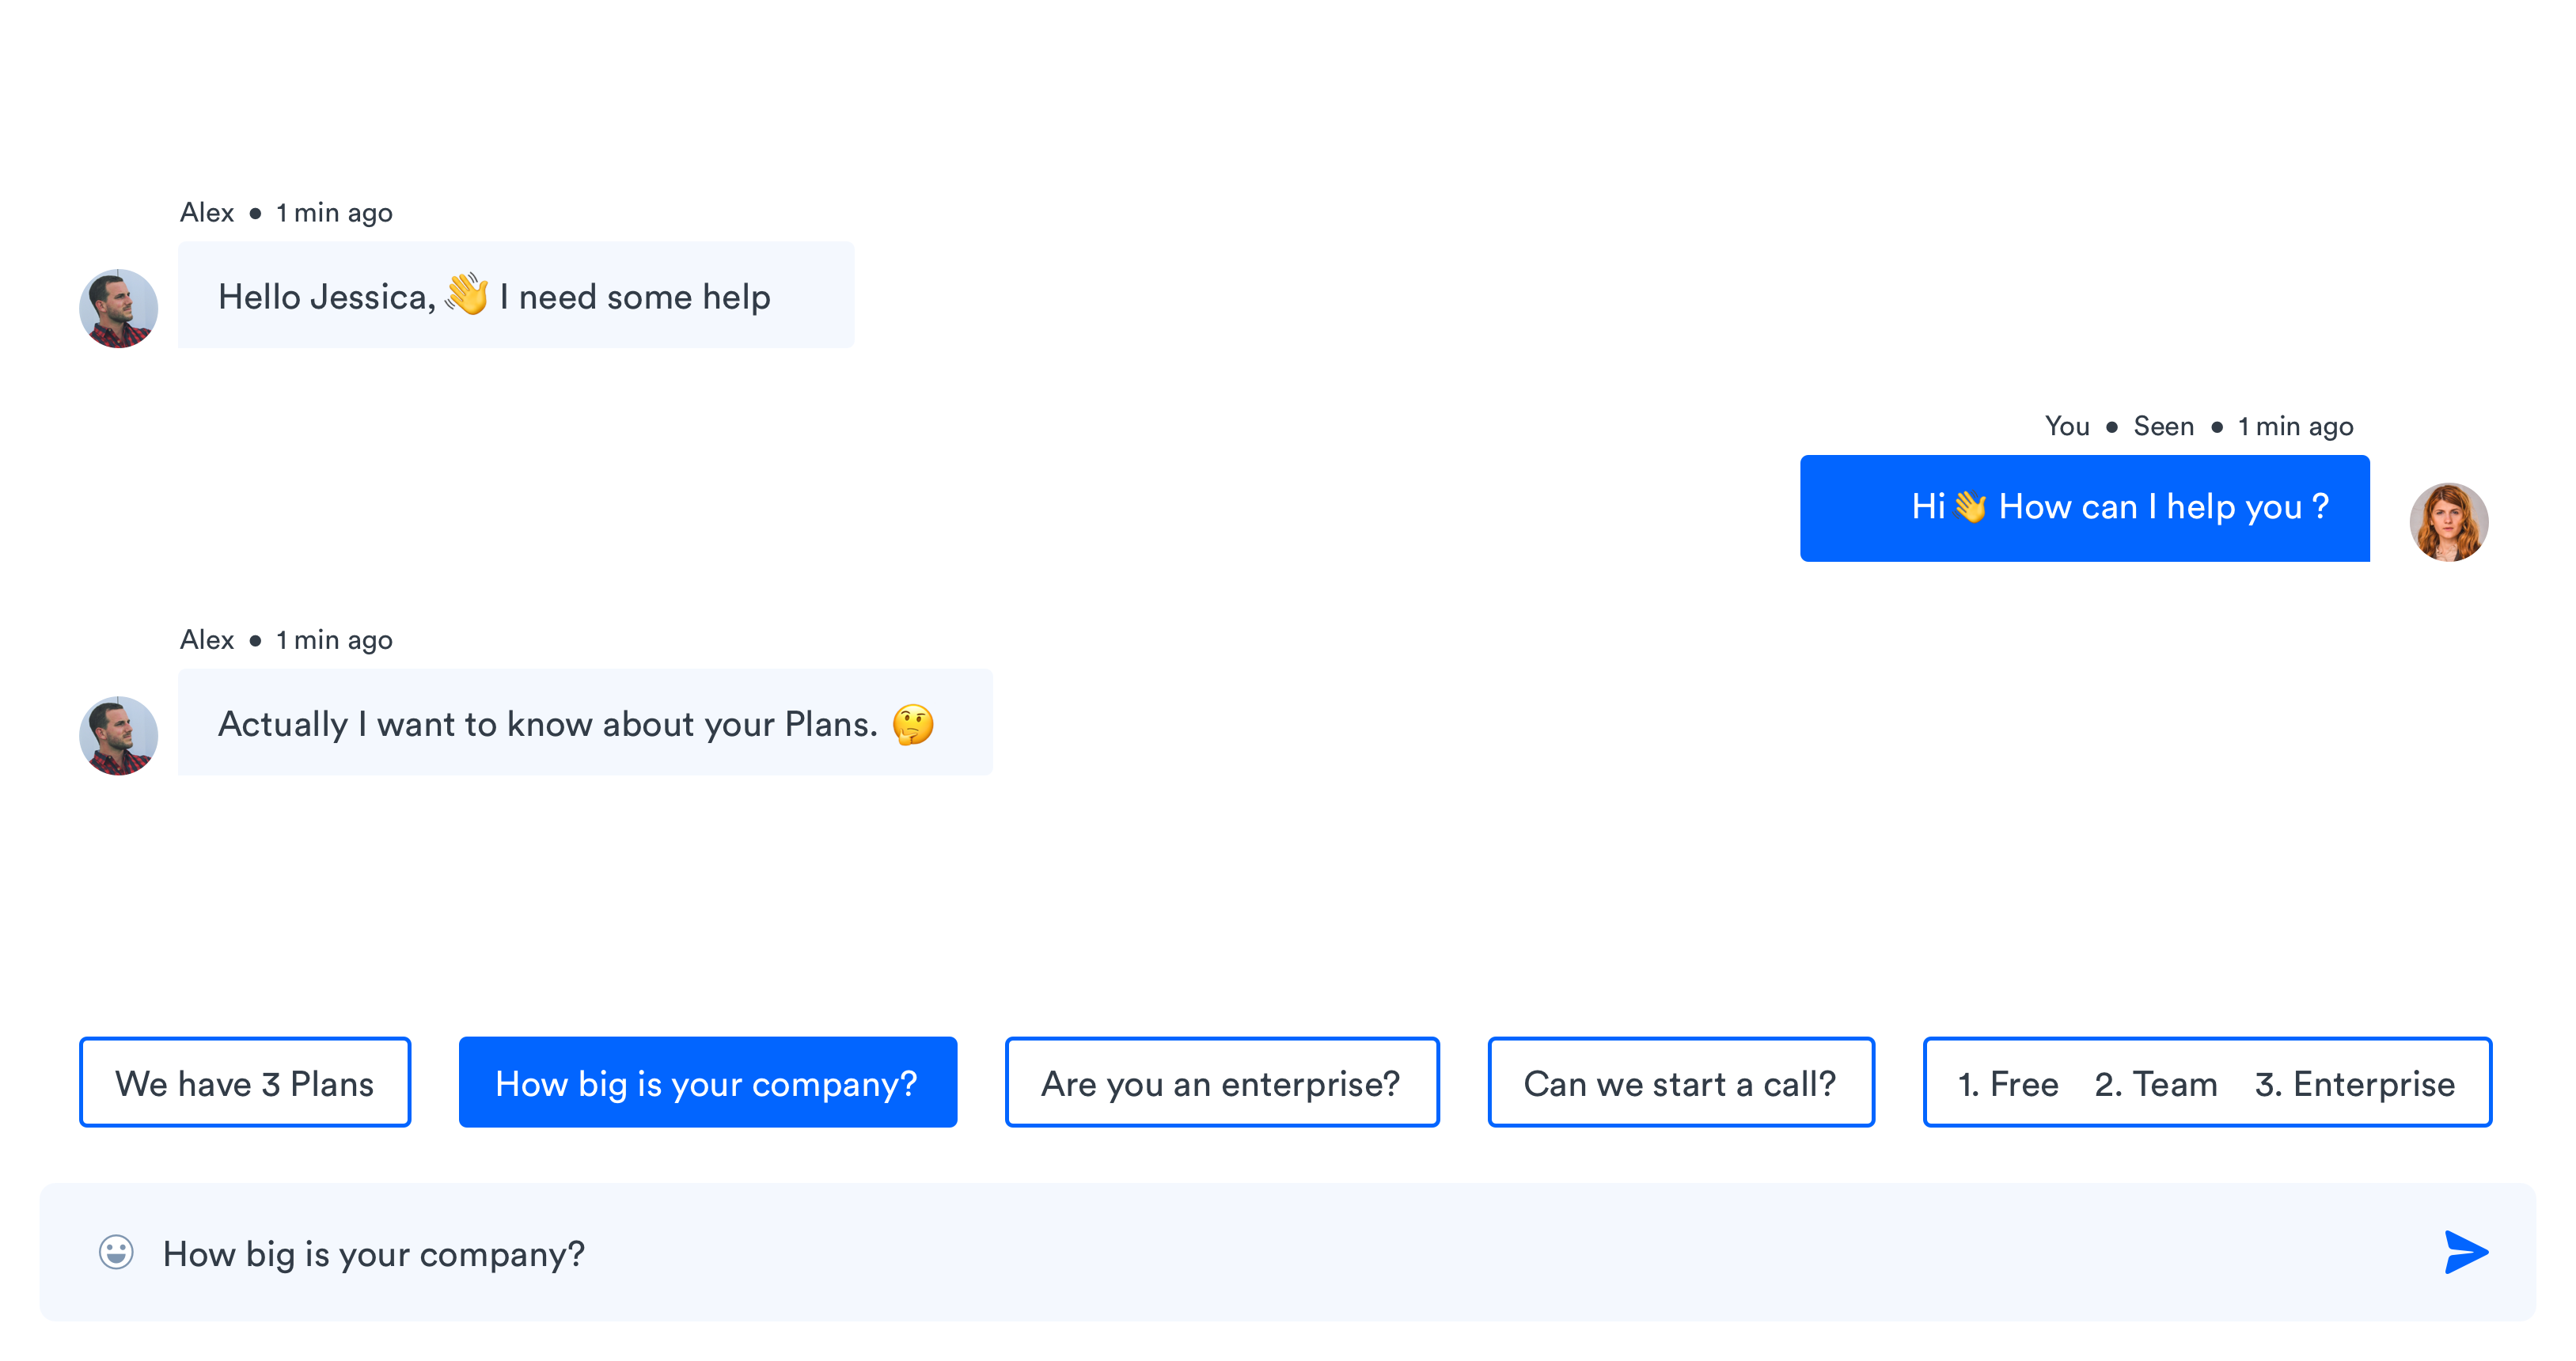 Alex • 1 min ago
Hello Jessica, 👋 I need some help
You • Seen • 1 min ago
Hi 👋 How can I help you ?
Alex • 1 min ago
Actually I want to know about your Plans. 🤔
We have 3 Plans
How big is your company?
Are you an enterprise?
Can we start a call?
1. Free 2. Team 3. Enterprise
How big is your company?